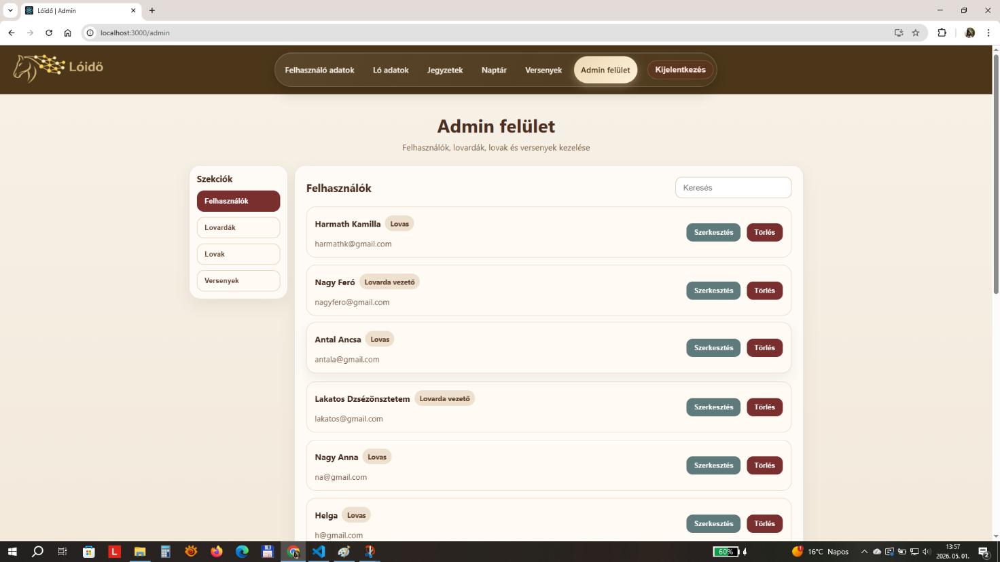 Lóidő | Admin
localhost:3000/admin
Lóidő
Felhasználó adatok
Ló adatok
Jegyzetek
Naptár
Versenyek
Admin felület
Kijelentkezés
Admin felület
Felhasználók, lovardák, lovak és versenyek kezelése
Szekciók
Felhasználók
Lovardák
Lovak
Versenyek
Felhasználók
Keresés
Harmath Kamilla Lovas
harmathk@gmail.com
Szerkesztés Törlés
Nagy Feró Lovarda vezető
nagyfero@gmail.com
Szerkesztés Törlés
Antal Ancsa Lovas
antala@gmail.com
Szerkesztés Törlés
Lakatos Dzsézönsztetem Lovarda vezető
lakatos@gmail.com
Szerkesztés Törlés
Nagy Anna Lovas
na@gmail.com
Szerkesztés Törlés
Helga Lovas
h@gmail.com
Szerkesztés Törlés
L
60%
1
16°C Napos
13:57
2026. 05. 01.
2